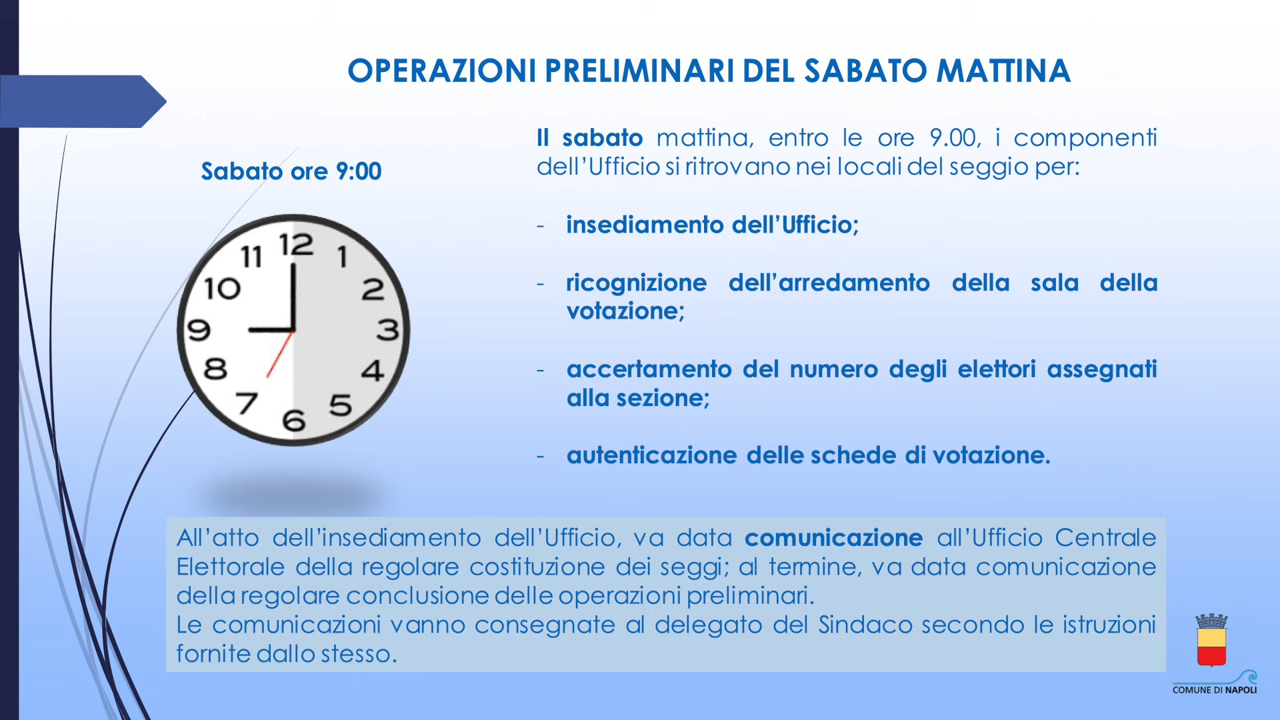 OPERAZIONI PRELIMINARI DEL SABATO MATTINA
Sabato ore 9:00
12
1
2
3
4
5
6
7
8
9
10
11
Il sabato mattina, entro le ore 9.00, i componenti
dell'Ufficio si ritrovano nei locali del seggio per:
- insediamento dell'Ufficio;
- ricognizione dell'arredamento della sala della
votazione;
- accertamento del numero degli elettori assegnati
alla sezione;
- autenticazione delle schede di votazione.
All'atto dell'insediamento dell'Ufficio, va data comunicazione all'Ufficio Centrale
Elettorale della regolare costituzione dei seggi; al termine, va data comunicazione
della regolare conclusione delle operazioni preliminari.
Le comunicazioni vanno consegnate al delegato del Sindaco secondo le istruzioni
fornite dallo stesso.
COMUNE DI NAPOLI